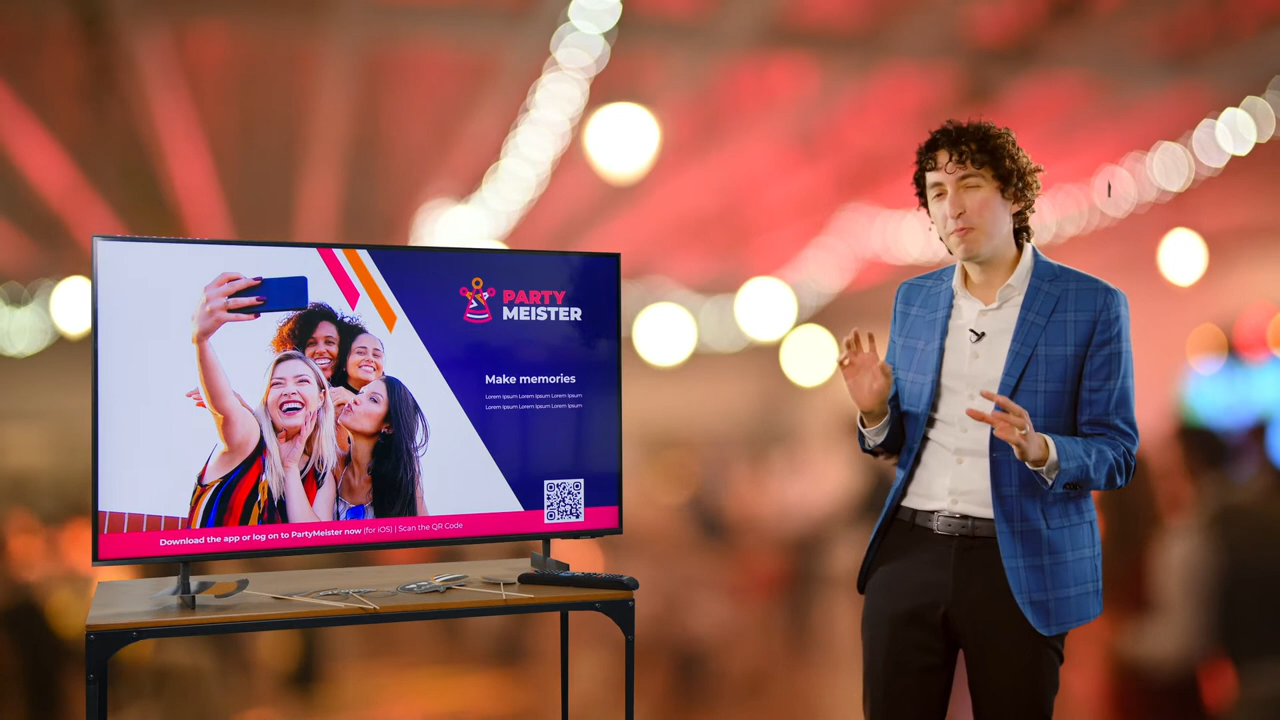 PARTY
MEISTER
Make memories
Lorem Ipsum Lorem Ipsum Lorem Ipsum
Lorem Ipsum Lorem Ipsum Lorem Ipsum
Download the app or log on to PartyMeister now (for iOS) | Scan the QR Code